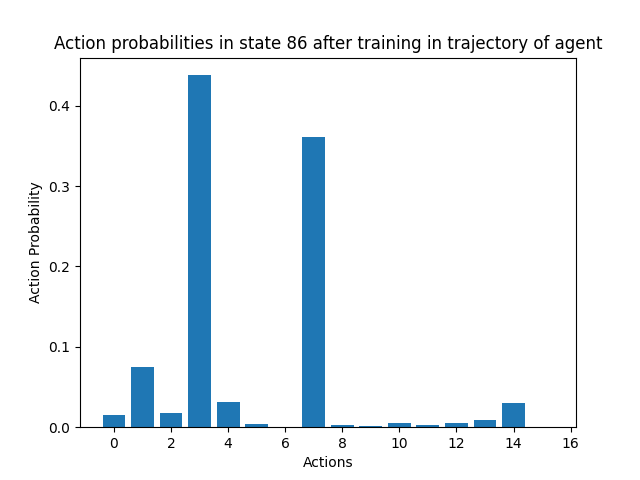 Action probabilities in state 86 after training in trajectory of agent
0.4
0.3
0.2
0.1
0.0
Action Probability
0 2 4 6 8 10 12 14 16
Actions